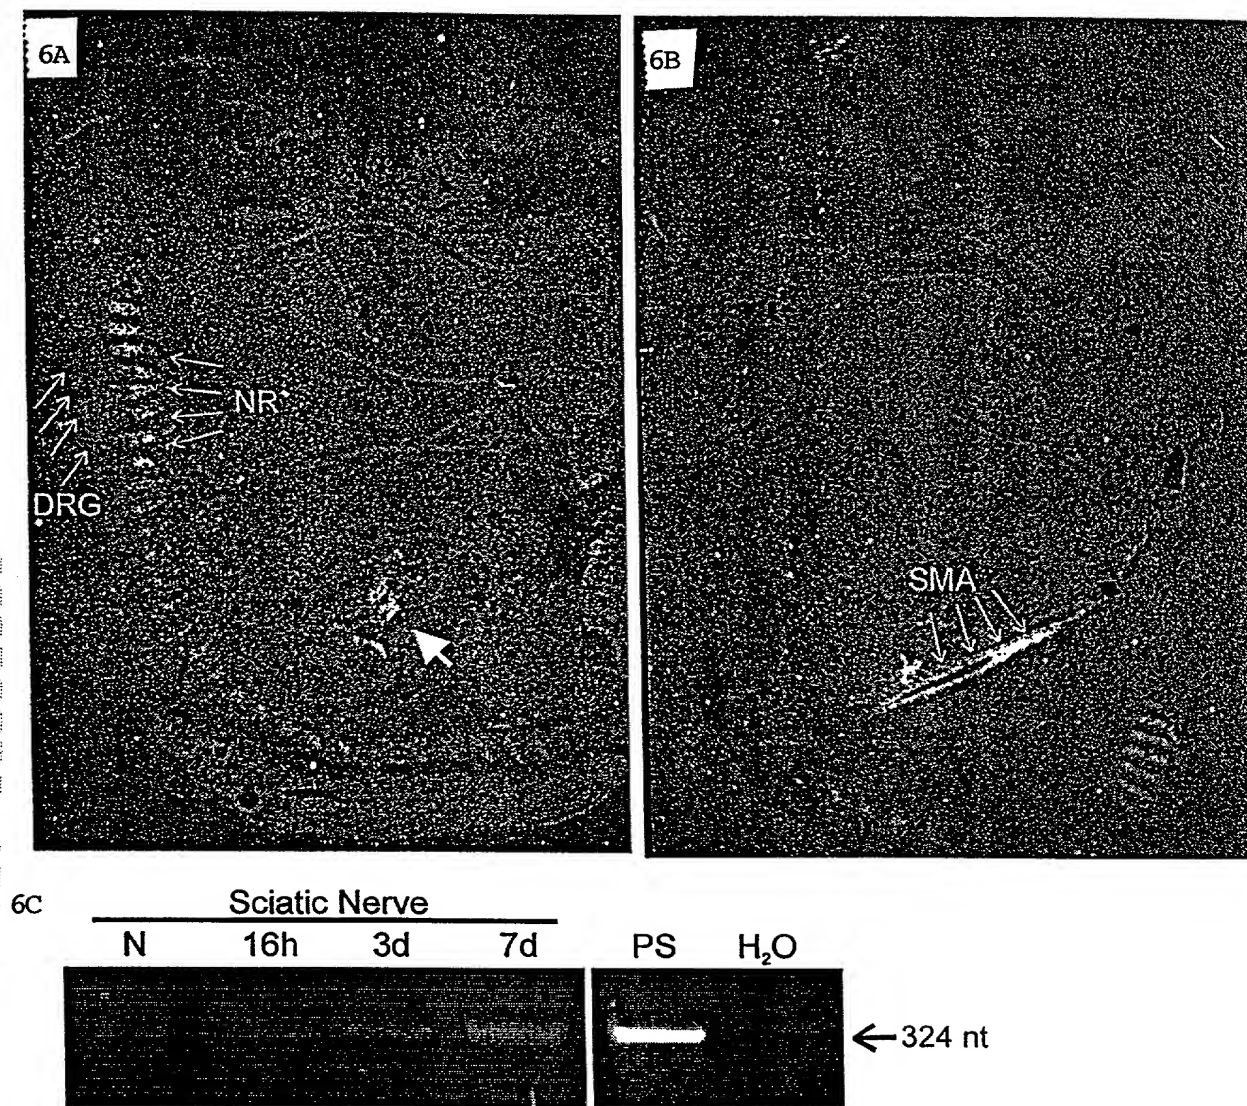 6A
NR
DRG
6B
SMA
6C
Sciatic Nerve
N 16h 3d 7d PS H₂O
324 nt